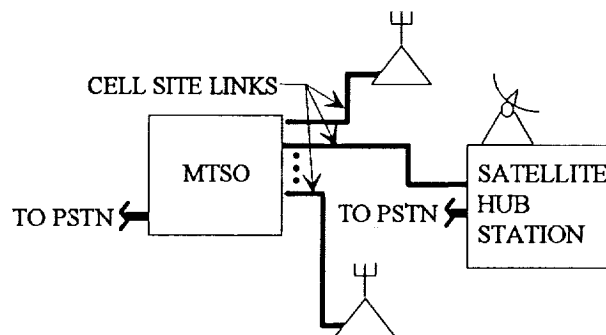 CELL SITE LINKS
MTSO
TO PSTN
TO PSTN
SATELLITE
HUB
STATION